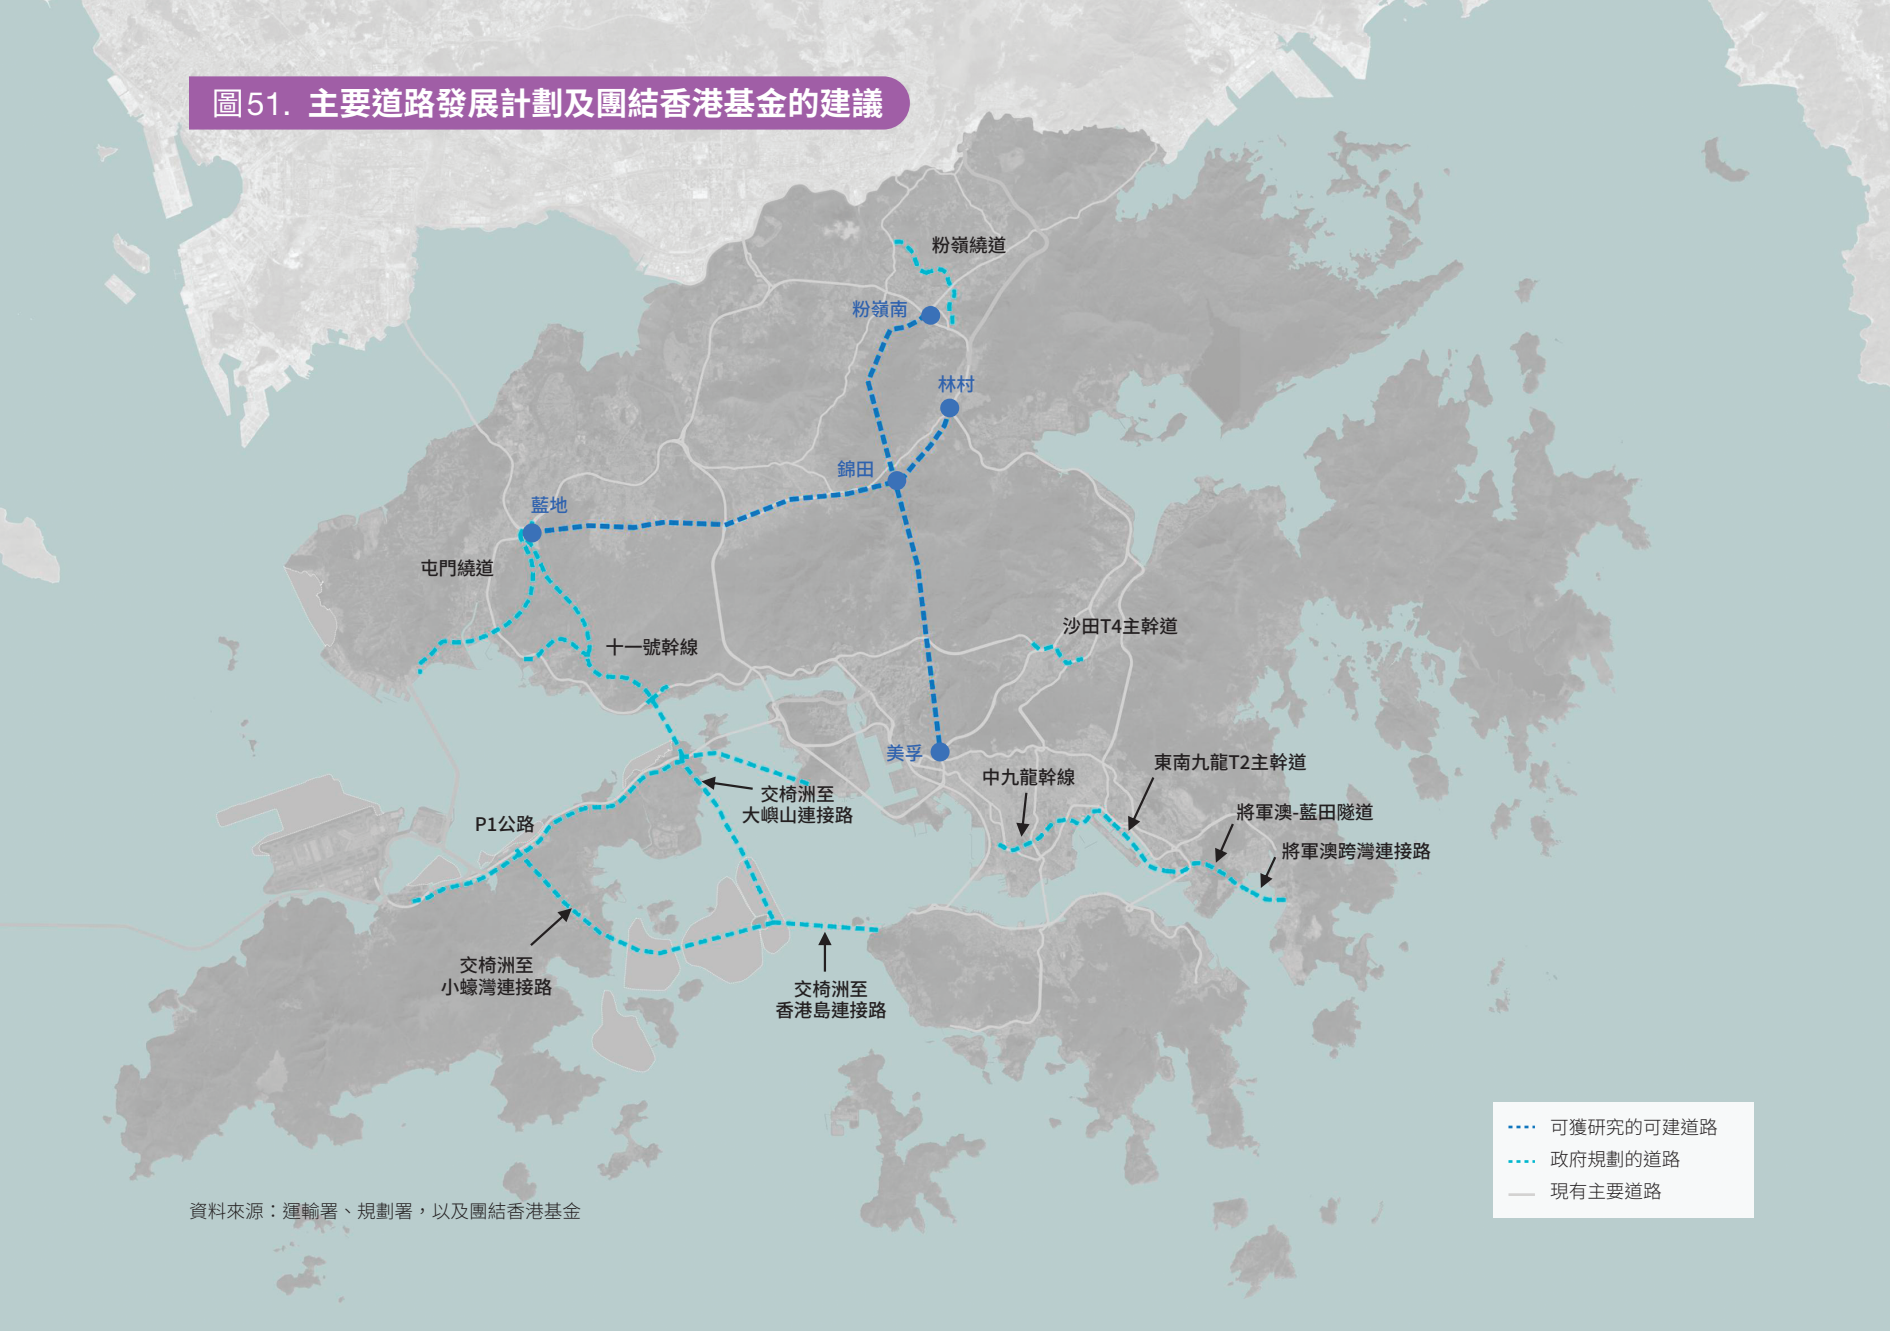 圖51. 主要道路發展計劃及團結香港基金的建議
粉嶺繞道
粉嶺南
林村
錦田
藍地
屯門繞道
沙田T4主幹道
十一號幹線
美孚
東南九龍T2主幹道
中九龍幹線
交椅洲至
大嶼山連接路
將軍澳-藍田隧道
P1公路
將軍澳跨灣連接路
交椅洲至
小蠔灣連接路
交椅洲至
香港島連接路
可獲研究的可建道路
政府規劃的道路
現有主要道路
資料來源：運輸署、規劃署，以及團結香港基金